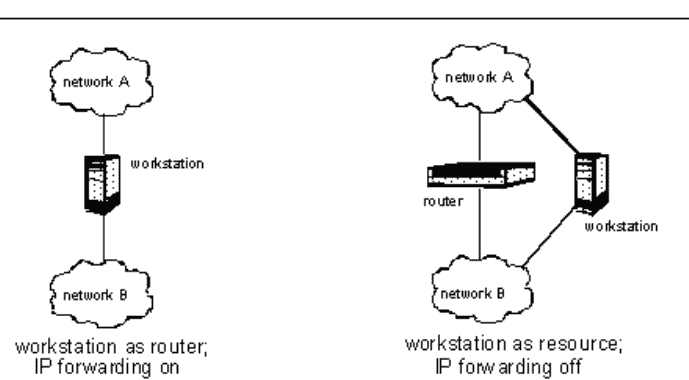 network A
workstation
network B
workstation as router;
IP forwarding on
network A
router
workstation
network B
workstation as resource;
IP forwarding off